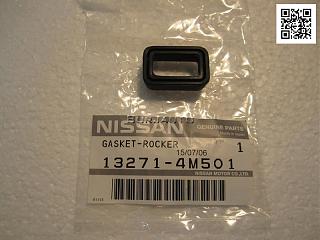 NISSAN GENUINE PARTS
GASKET-ROCKER 1
15/07/06
13271-4M501
NISSAN MOTOR CO.,LTD.